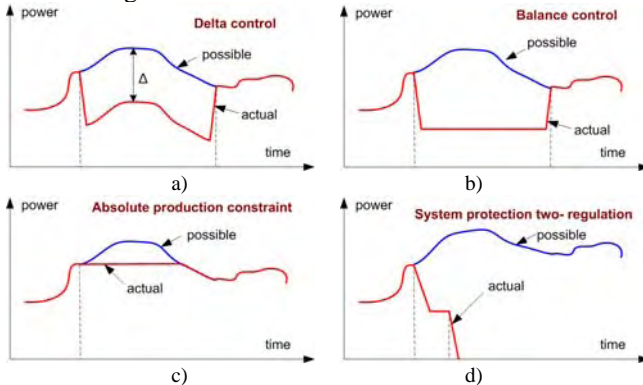 power
Delta control
possible
Δ
actual
time
a)
power
Balance control
possible
actual
time
b)
power
Absolute production constraint
possible
actual
time
c)
power
System protection two- regulation
possible
actual
time
d)